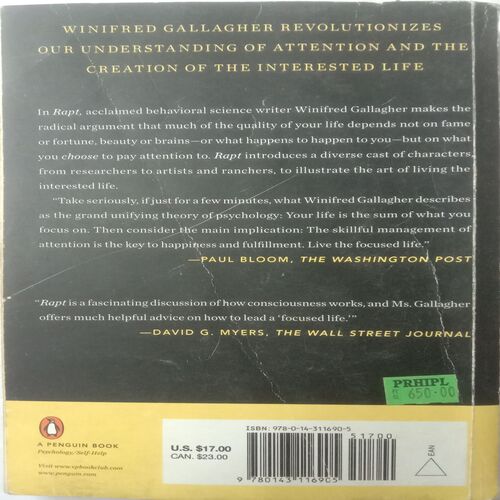 WINIFRED GALLAGHER REVOLUTIONIZES
OUR UNDERSTANDING OF ATTENTION AND THE
CREATION OF THE INTERESTED LIFE
In Rapt, acclaimed behavioral science writer Winifred Gallagher makes the
radical argument that much of the quality of your life depends not on fame
or fortune, beauty or brains—or what happens to happen to you—but on what
you choose to pay attention to. Rapt introduces a diverse cast of characters,
from researchers to artists and ranchers, to illustrate the art of living the
interested life.
"Take seriously, if just for a few minutes, what Winifred Gallagher describes
as the grand unifying theory of psychology: Your life is the sum of what you
focus on. Then consider the main implication: The skillful management of
attention is the key to happiness and fulfillment. Live the focused life."
—PAUL BLOOM, THE WASHINGTON POST
"Rapt is a fascinating discussion of how consciousness works, and Ms. Gallagher
offers much helpful advice on how to lead a 'focused life.'"
—DAVID G. MYERS, THE WALL STREET JOURNAL
PRHIPL
650.00
A PENGUIN BOOK
Psychology/Self-Help
Visit www.vpbookclub.com
www.penguin.com
U.S. $17.00
CAN. $23.00
ISBN: 978-0-14-311690-5
51700
9 780143 116905
EAN